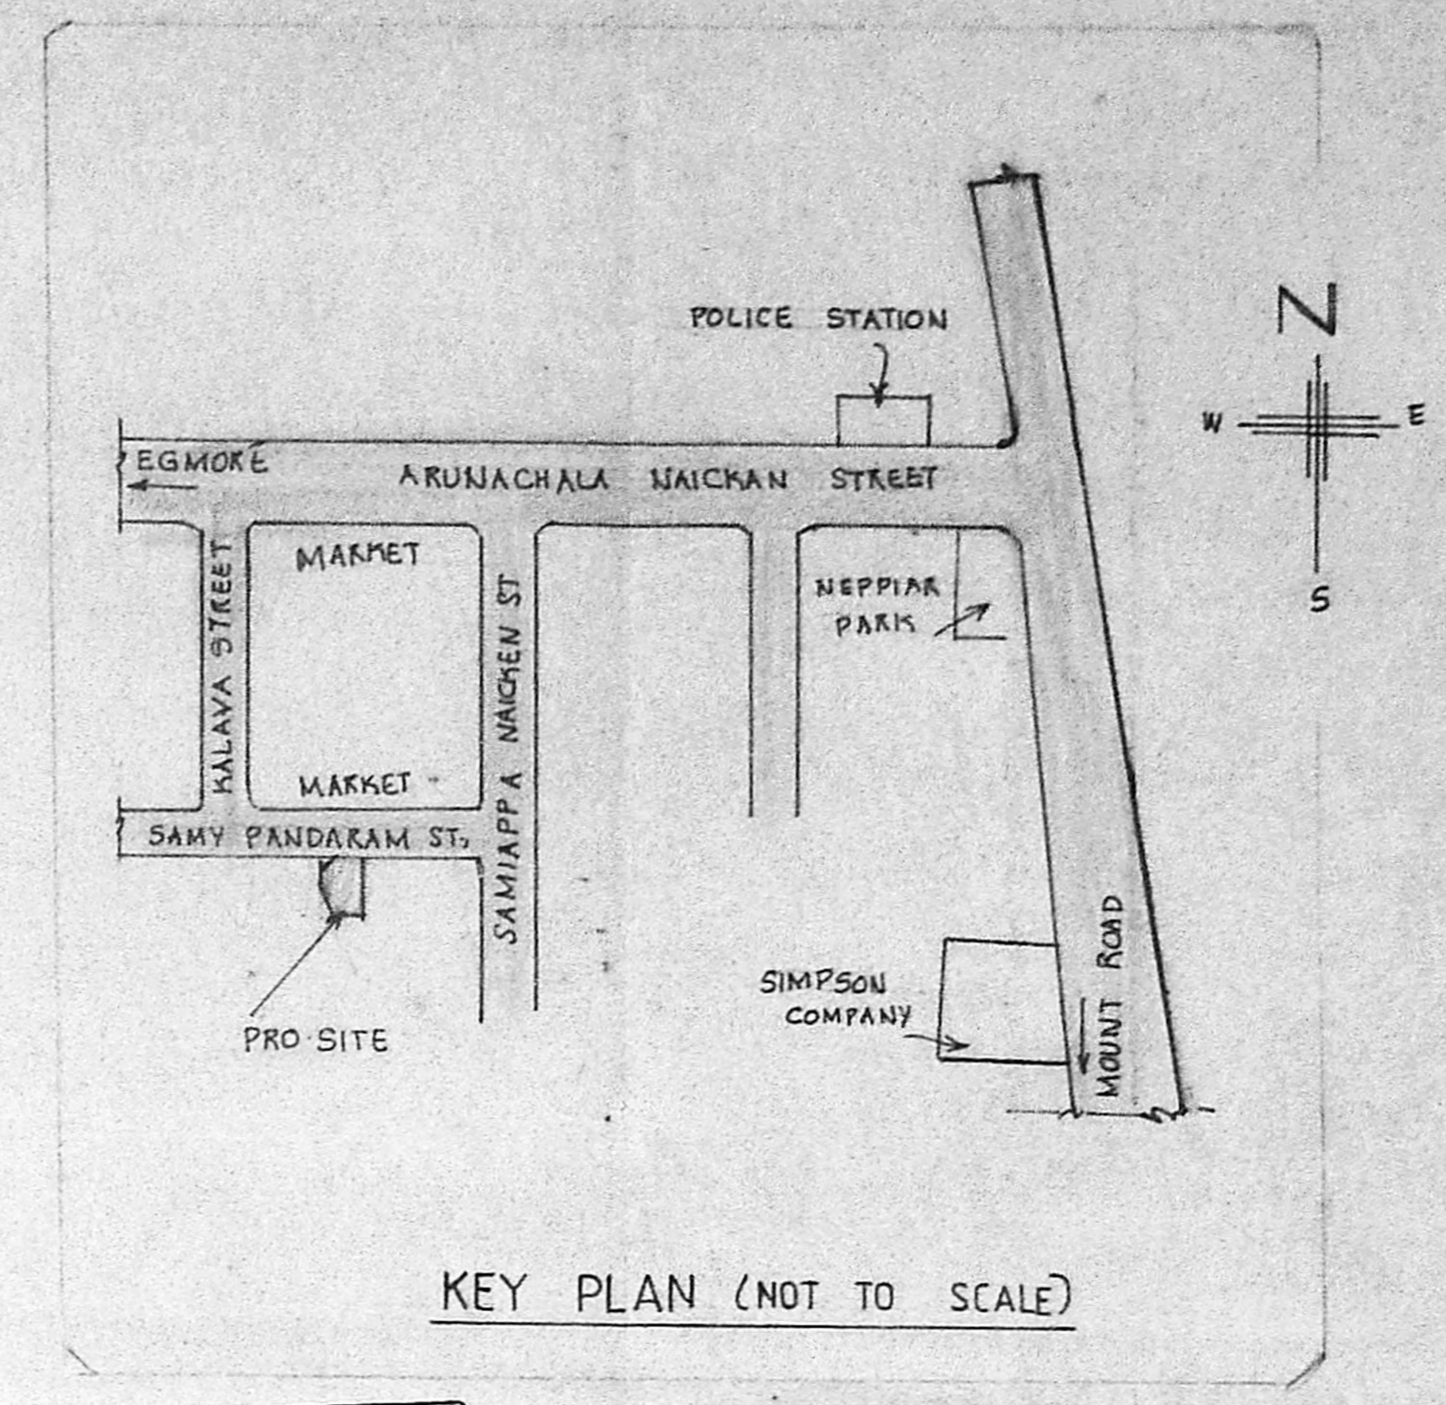 N
POLICE STATION
W E
EGMORE
ARUNACHALA NAICKAN STREET
MARKET
KALAVA STREET
SAMIAPPA NAICKEN ST
NEPPIAR
PARK
S
MARKET
SAMY PANDARAM ST,
SIMPSON
COMPANY
MOUNT ROAD
PRO·SITE
KEY PLAN (NOT TO SCALE)